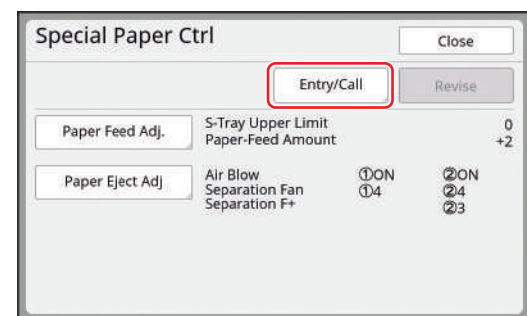 Special Paper Ctrl Close
Entry/Call Revise
Paper Feed Adj. S-Tray Upper Limit 0
Paper-Feed Amount +2
Paper Eject Adj Air Blow ①ON ②ON
Separation Fan ①4 ②4
Separation F+ ②3